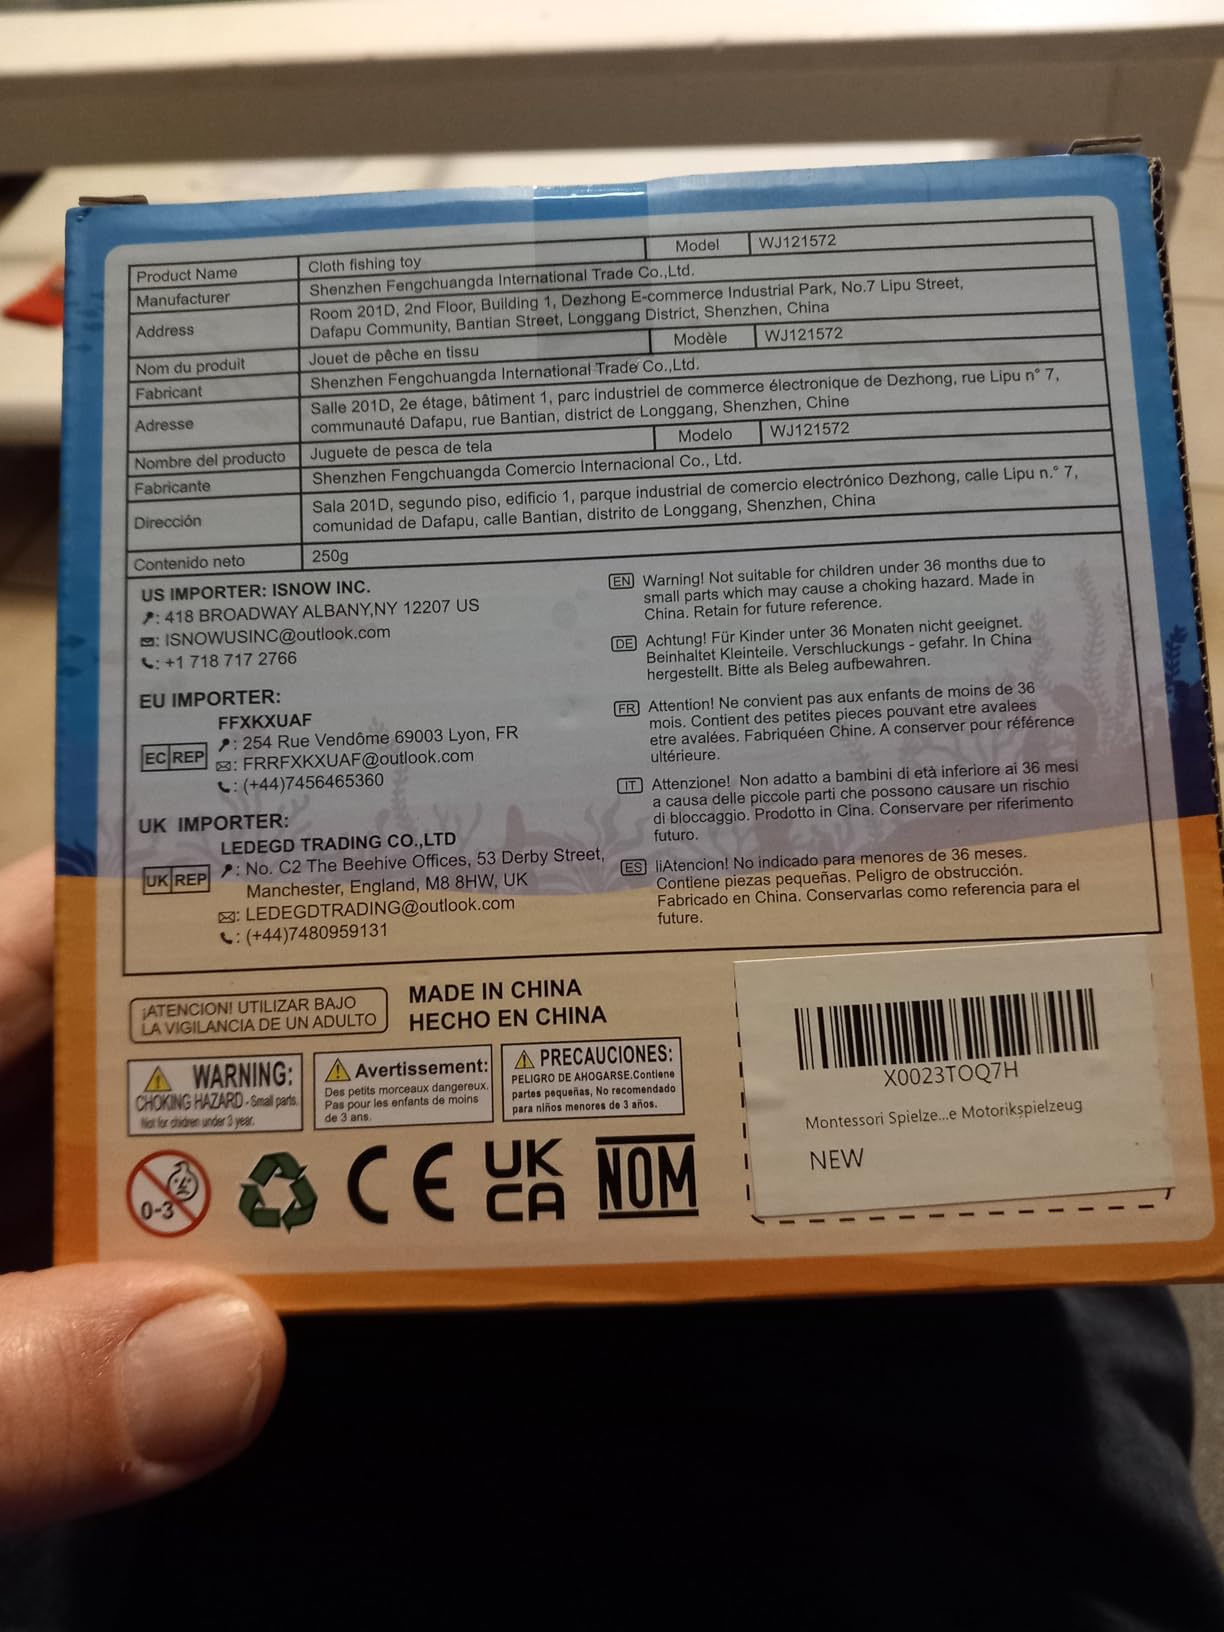 Product Name Cloth fishing toy Model WJ121572
Manufacturer Shenzhen Fengchuangda International Trade Co.,Ltd.
Address Room 201D, 2nd Floor, Building 1, Dezhong E-commerce Industrial Park, No.7 Lipu Street,
Dafapu Community, Bantian Street, Longgang District, Shenzhen, China
Nom du produit Jouet de pêche en tissu Modèle WJ121572
Fabricant Shenzhen Fengchuangda International Trade Co.,Ltd.
Adresse Salle 201D, 2e étage, bâtiment 1, parc industriel de commerce électronique de Dezhong, rue Lipu n° 7,
communauté Dafapu, rue Bantian, district de Longgang, Shenzhen, Chine
Nombre del producto Juguete de pesca de tela Modelo WJ121572
Fabricante Shenzhen Fengchuangda Comercio Internacional Co., Ltd.
Dirección Sala 201D, segundo piso, edificio 1, parque industrial de comercio electrónico Dezhong, calle Lipu n.° 7,
comunidad de Dafapu, calle Bantian, distrito de Longgang, Shenzhen, China
Contenido neto 250g
US IMPORTER: ISNOW INC.
: 418 BROADWAY ALBANY,NY 12207 US
: ISNOWUSINC@outlook.com
: +1 718 717 2766
EU IMPORTER:
FFXKXUAF
EC REP
: 254 Rue Vendôme 69003 Lyon, FR
: FRRFXKXUAF@outlook.com
: (+44)7456465360
UK IMPORTER:
LEDEGD TRADING CO.,LTD
UK REP
: No. C2 The Beehive Offices, 53 Derby Street,
Manchester, England, M8 8HW, UK
: LEDEGDTRADING@outlook.com
: (+44)7480959131
EN Warning! Not suitable for children under 36 months due to
small parts which may cause a choking hazard. Made in
China. Retain for future reference.
DE Achtung! Für Kinder unter 36 Monaten nicht geeignet.
Beinhaltet Kleinteile. Verschluckungs - gefahr. In China
hergestellt. Bitte als Beleg aufbewahren.
FR Attention! Ne convient pas aux enfants de moins de 36
mois. Contient des petites pieces pouvant etre avalees
etre avalées. Fabriquéen Chine. A conserver pour référence
ultérieure.
IT Attenzione! Non adatto a bambini di età inferiore ai 36 mesi
a causa delle piccole parti che possono causare un rischio
di bloccaggio. Prodotto in Cina. Conservare per riferimento
futuro.
ES IiAtencion! No indicado para menores de 36 meses.
Contiene piezas pequeñas. Peligro de obstrucción.
Fabricado en China. Conservarlas como referencia para el
future.
¡ATENCION! UTILIZAR BAJO
LA VIGILANCIA DE UN ADULTO
MADE IN CHINA
HECHO EN CHINA
WARNING:
CHOKING HAZARD - Small parts.
Not for children under 3 year.
Avertissement:
Des petits morceaux dangereux.
Pas pour les enfants de moins
de 3 ans.
PRECAUCIONES:
PELIGRO DE AHOGARSE.Contiene
partes pequeñas, No recomendado
para niños menores de 3 años.
0-3
CE
UK
CA
NOM
X0023TOQ7H
Montessori Spielze...e Motorikspielzeug
NEW